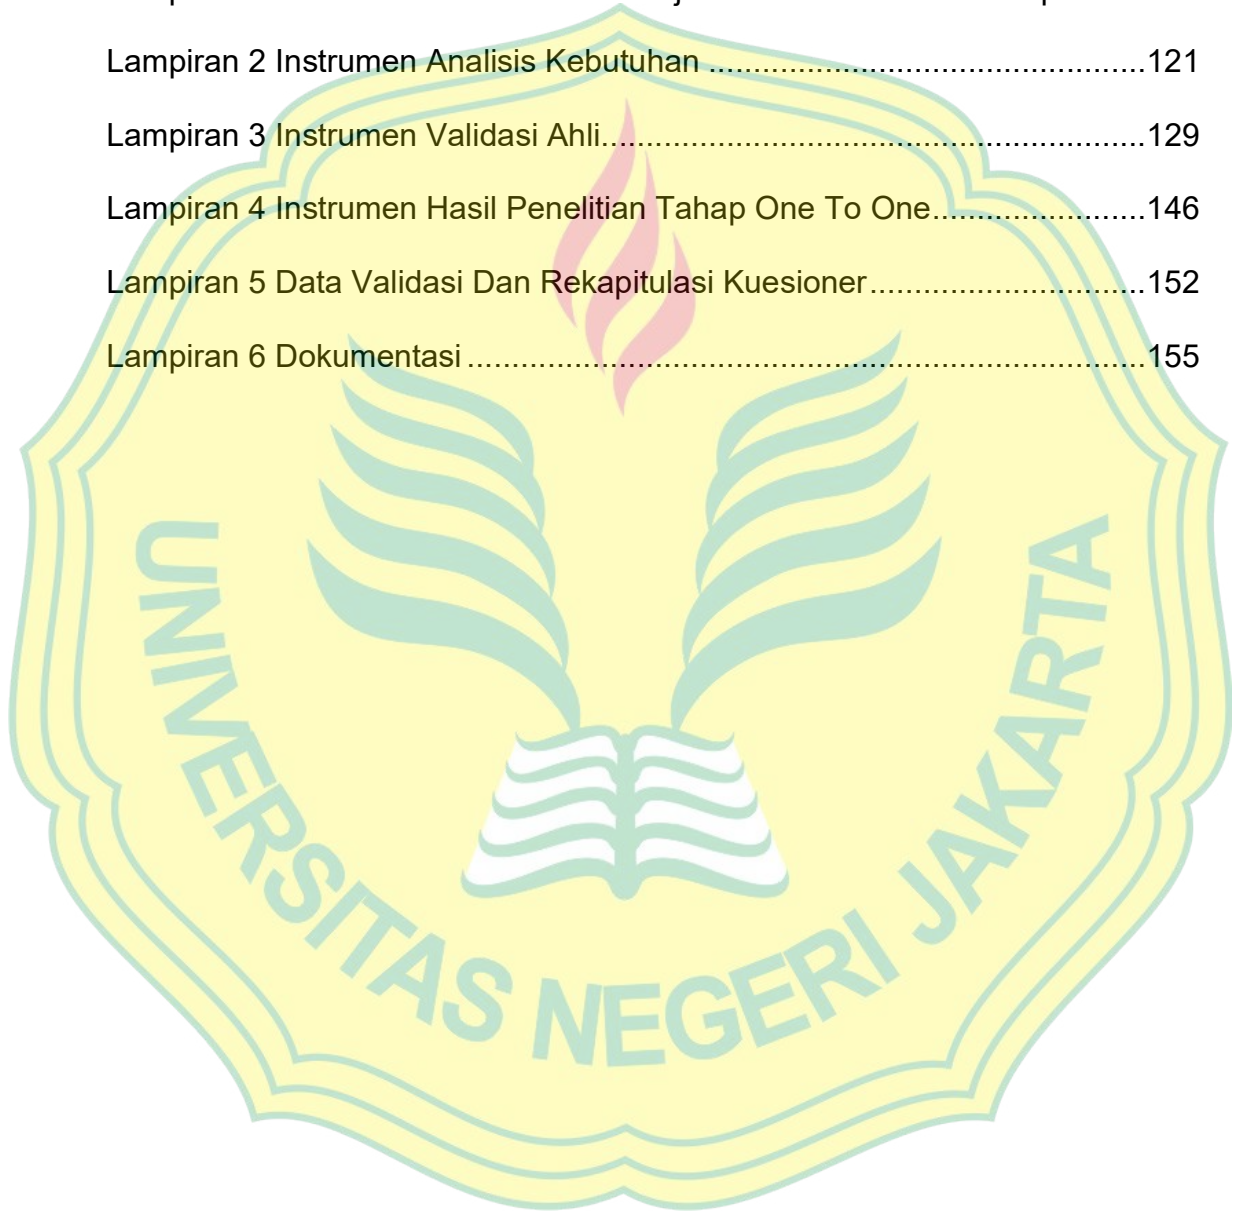 Lampiran 2 Instrumen Analisis Kebutuhan ................................................121
Lampiran 3 Instrumen Validasi Ahli............................................................129
Lampiran 4 Instrumen Hasil Penelitian Tahap One To One........................146
Lampiran 5 Data Validasi Dan Rekapitulasi Kuesioner...............................152
Lampiran 6 Dokumentasi ...........................................................................155
UNIVERSITAS NEGERI JAKARTA